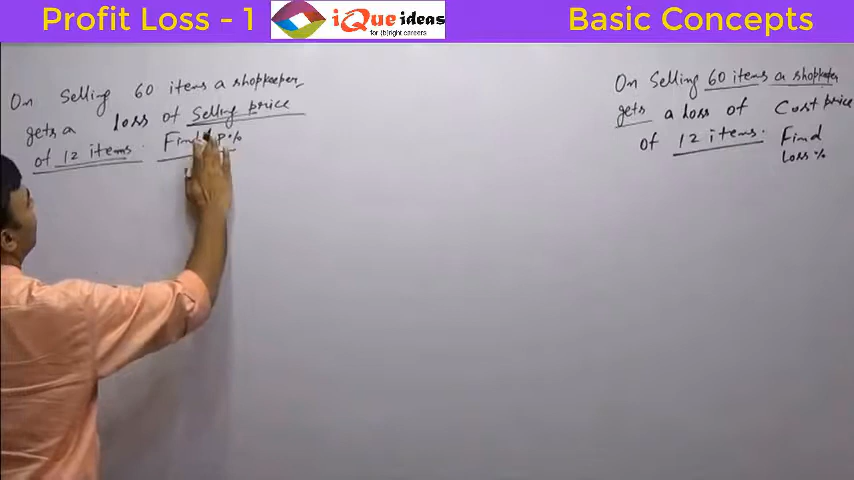 Profit Loss - 1
iQue ideas
for (b)right careers
Basic Concepts
On Selling 60 items a shopkeeper
gets a loss of Selling price
of 12 items. Find P%
On Selling 60 items a shopkeeper
gets a loss of Cost price
of 12 items. Find
Loss %